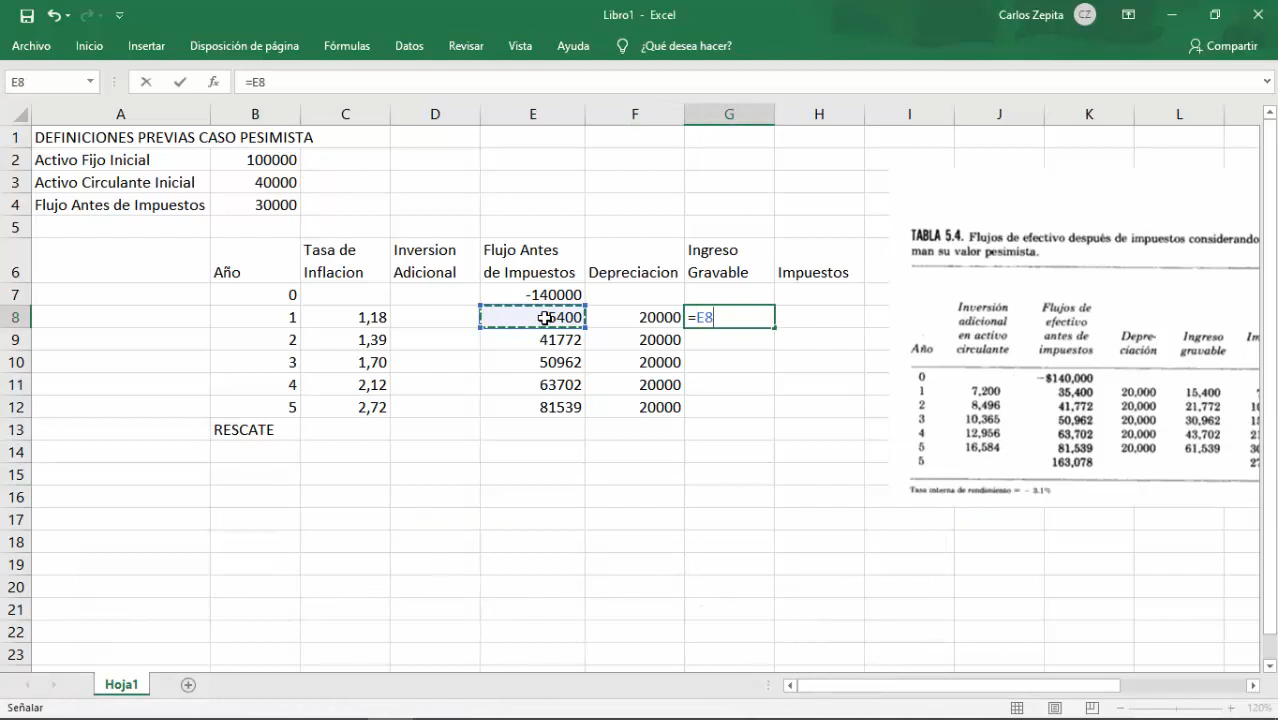 Libro1 - Excel
Carlos Zepita CZ
Archivo Inicio Insertar Disposición de página Fórmulas Datos Revisar Vista Ayuda ¿Qué desea hacer? Compartir
E8 fx =E8
A B C D E F G H I J K L
1 DEFINICIONES PREVIAS CASO PESIMISTA
2 Activo Fijo Inicial 100000
3 Activo Circulante Inicial 40000
4 Flujo Antes de Impuestos 30000
5
Tasa de Inversion Flujo Antes Ingreso
6 Año Inflacion Adicional de Impuestos Depreciacion Gravable Impuestos
7 0 -140000
8 1 1,18 5400 20000 =E8
9 2 1,39 41772 20000
10 3 1,70 50962 20000
11 4 2,12 63702 20000
12 5 2,72 81539 20000
13 RESCATE
14
15
16
17
18
19
20
21
22
23
TABLA 5.4. Flujos de efectivo después de impuestos considerando
man su valor pesimista.
Inversión Flujos de
adicional efectivo
en activo antes de Depre- Ingreso
Año circulante impuestos ciación gravable
0 −$140,000
1 7,200 35,400 20,000 15,400
2 8,496 41,772 20,000 21,772
3 10,365 50,962 20,000 30,962
4 12,956 63,702 20,000 43,702
5 16,584 81,539 20,000 61,539
5 163,078
Tasa interna de rendimiento = − 3.1%
Hoja1
Señalar 120%